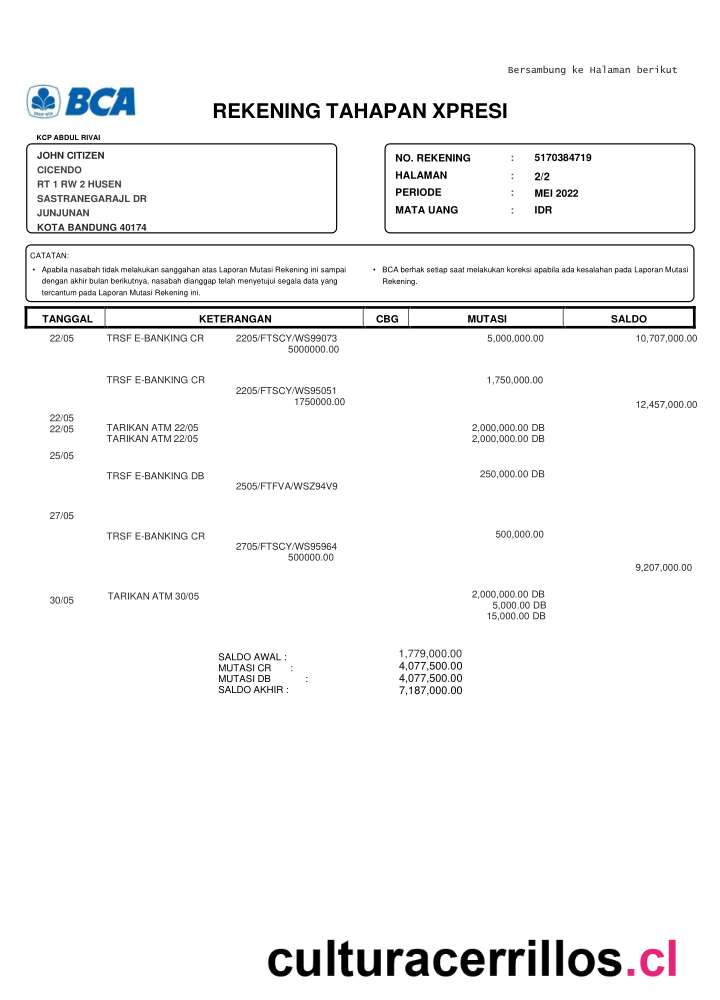 Bersambung ke Halaman berikut
BCA
REKENING TAHAPAN XPRESI
KCP ABDUL RIVAI
JOHN CITIZEN
CICENDO
RT 1 RW 2 HUSEN
SASTRANEGARAJL DR
JUNJUNAN
KOTA BANDUNG 40174
NO. REKENING : 5170384719
HALAMAN : 2/2
PERIODE : MEI 2022
MATA UANG : IDR
CATATAN:
• Apabila nasabah tidak melakukan sanggahan atas Laporan Mutasi Rekening ini sampai
dengan akhir bulan berikutnya, nasabah dianggap telah menyetujui segala data yang
tercantum pada Laporan Mutasi Rekening ini.
• BCA berhak setiap saat melakukan koreksi apabila ada kesalahan pada Laporan Mutasi
Rekening.
TANGGAL KETERANGAN CBG MUTASI SALDO
22/05 TRSF E-BANKING CR 2205/FTSCY/WS99073 5,000,000.00 10,707,000.00
5000000.00
TRSF E-BANKING CR 1,750,000.00
2205/FTSCY/WS95051
1750000.00
12,457,000.00
22/05
22/05 TARIKAN ATM 22/05 2,000,000.00 DB
TARIKAN ATM 22/05 2,000,000.00 DB
25/05
TRSF E-BANKING DB 250,000.00 DB
2505/FTFVA/WSZ94V9
27/05
TRSF E-BANKING CR 500,000.00
2705/FTSCY/WS95964
500000.00
9,207,000.00
30/05 TARIKAN ATM 30/05 2,000,000.00 DB
5,000.00 DB
15,000.00 DB
SALDO AWAL : 1,779,000.00
MUTASI CR : 4,077,500.00
MUTASI DB : 4,077,500.00
SALDO AKHIR : 7,187,000.00
culturacerrillos.cl